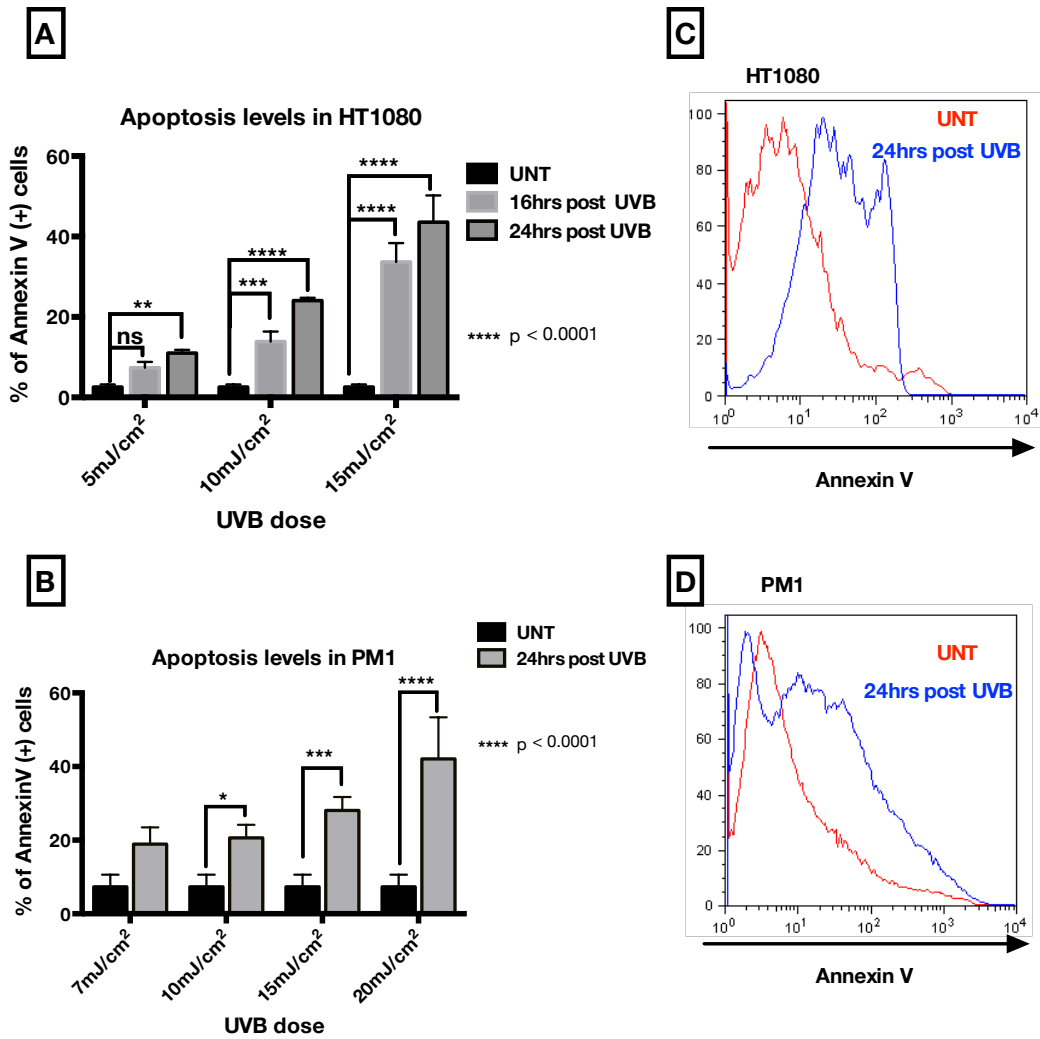 A
Apoptosis levels in HT1080
% of Annexin V (+) cells
60
40
20
0
ns
**
***
****
****
****
UNT
16hrs post UVB
24hrs post UVB
**** p < 0.0001
5mJ/cm²
10mJ/cm²
15mJ/cm²
UVB dose
B
Apoptosis levels in PM1
% of AnnexinV (+) cells
60
40
20
0
*
***
****
UNT
24hrs post UVB
**** p < 0.0001
7mJ/cm²
10mJ/cm²
15mJ/cm²
20mJ/cm²
UVB dose
C
HT1080
UNT
24hrs post UVB
100
80
60
40
20
0
10⁰ 10¹ 10² 10³ 10⁴
Annexin V
D
PM1
UNT
24hrs post UVB
100
80
60
40
20
0
10⁰ 10¹ 10² 10³ 10⁴
Annexin V